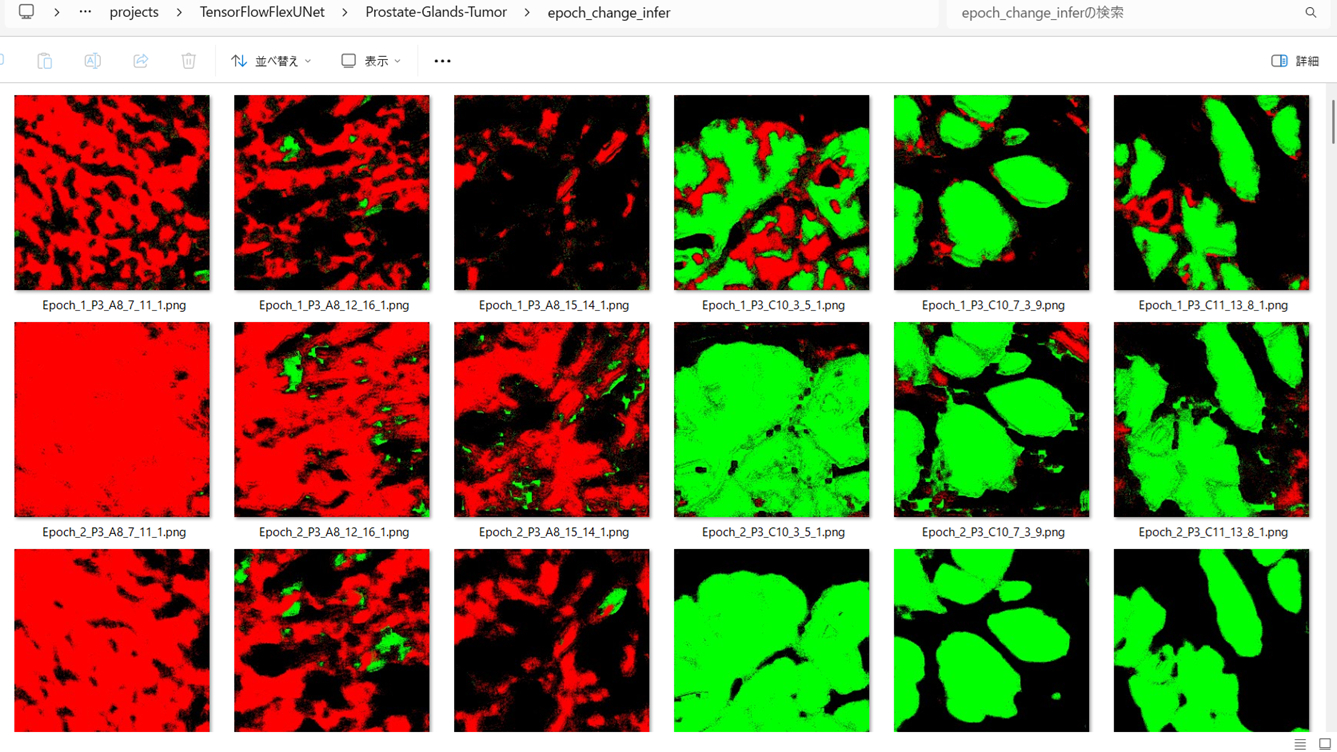 projects > TensorFlowFlexUNet > Prostate-Glands-Tumor > epoch_change_infer
epoch_change_inferの検索
並べ替え
表示
詳細
Epoch_1_P3_A8_7_11_1.png
Epoch_1_P3_A8_12_16_1.png
Epoch_1_P3_A8_15_14_1.png
Epoch_1_P3_C10_3_5_1.png
Epoch_1_P3_C10_7_3_9.png
Epoch_1_P3_C11_13_8_1.png
Epoch_2_P3_A8_7_11_1.png
Epoch_2_P3_A8_12_16_1.png
Epoch_2_P3_A8_15_14_1.png
Epoch_2_P3_C10_3_5_1.png
Epoch_2_P3_C10_7_3_9.png
Epoch_2_P3_C11_13_8_1.png